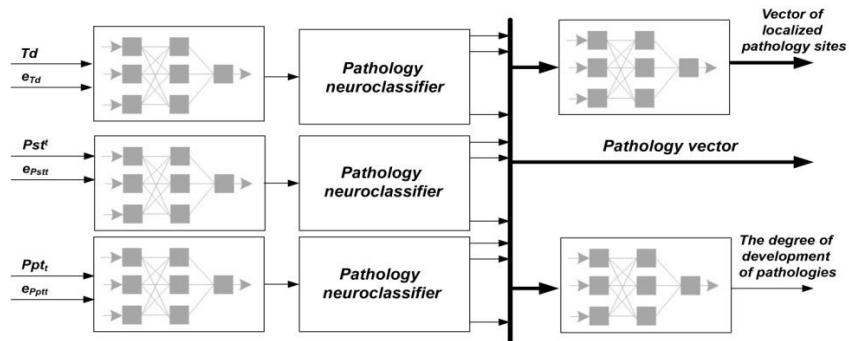 Td
eTd
Pathology
neuroclassifier
Vector of
localized
pathology sites
Pstᵗ
ePstt
Pathology
neuroclassifier
Pathology vector
Pptₜ
ePptt
Pathology
neuroclassifier
The degree of
development
of pathologies